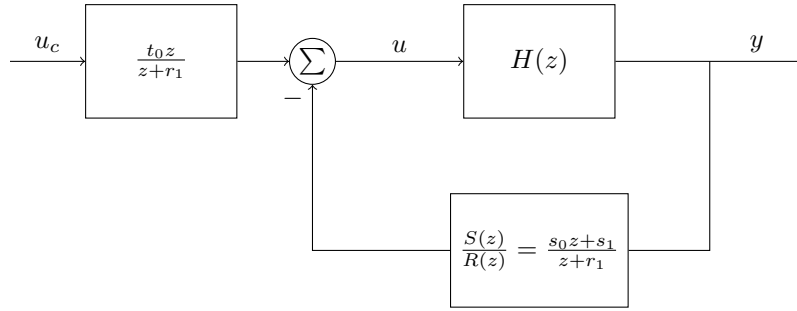 u_c
t_0 z / z + r_1
∑
−
u
H(z)
y
S(z) / R(z) = s_0 z + s_1 / z + r_1